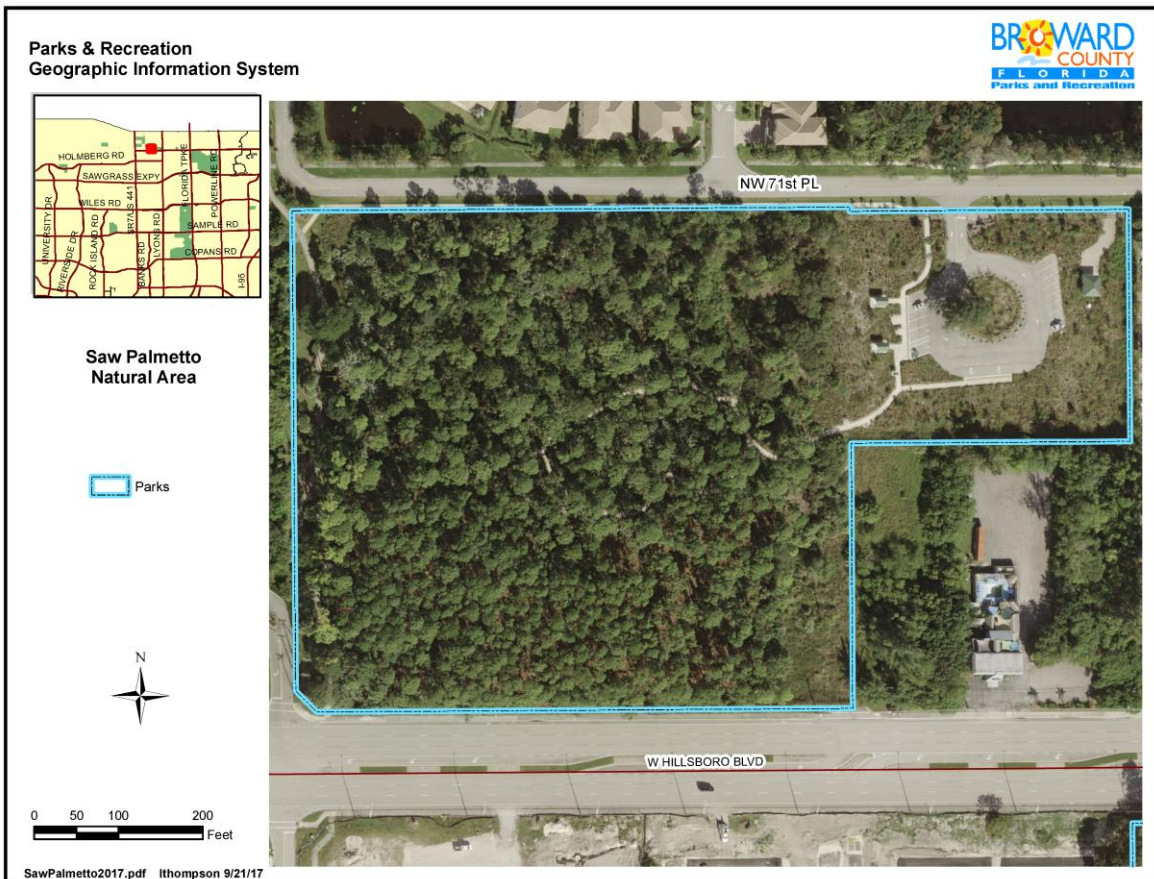 Parks & Recreation
Geographic Information System
BROWARD
COUNTY
FLORIDA
Parks and Recreation
HOLMBERG RD
SAWGRASS EXPY
WILES RD
SAMPLE RD
COPANS RD
UNIVERSITY DR
RIVERSIDE DR
ROCK ISLAND RD
SR7/US 441
BANKS RD
LYONS RD
FLORIDA TPKE
POWERLINE RD
I-95
NW 71st PL
Saw Palmetto
Natural Area
Parks
N
W HILLSBORO BLVD
0 50 100 200
Feet
SawPalmetto2017.pdf lthompson 9/21/17